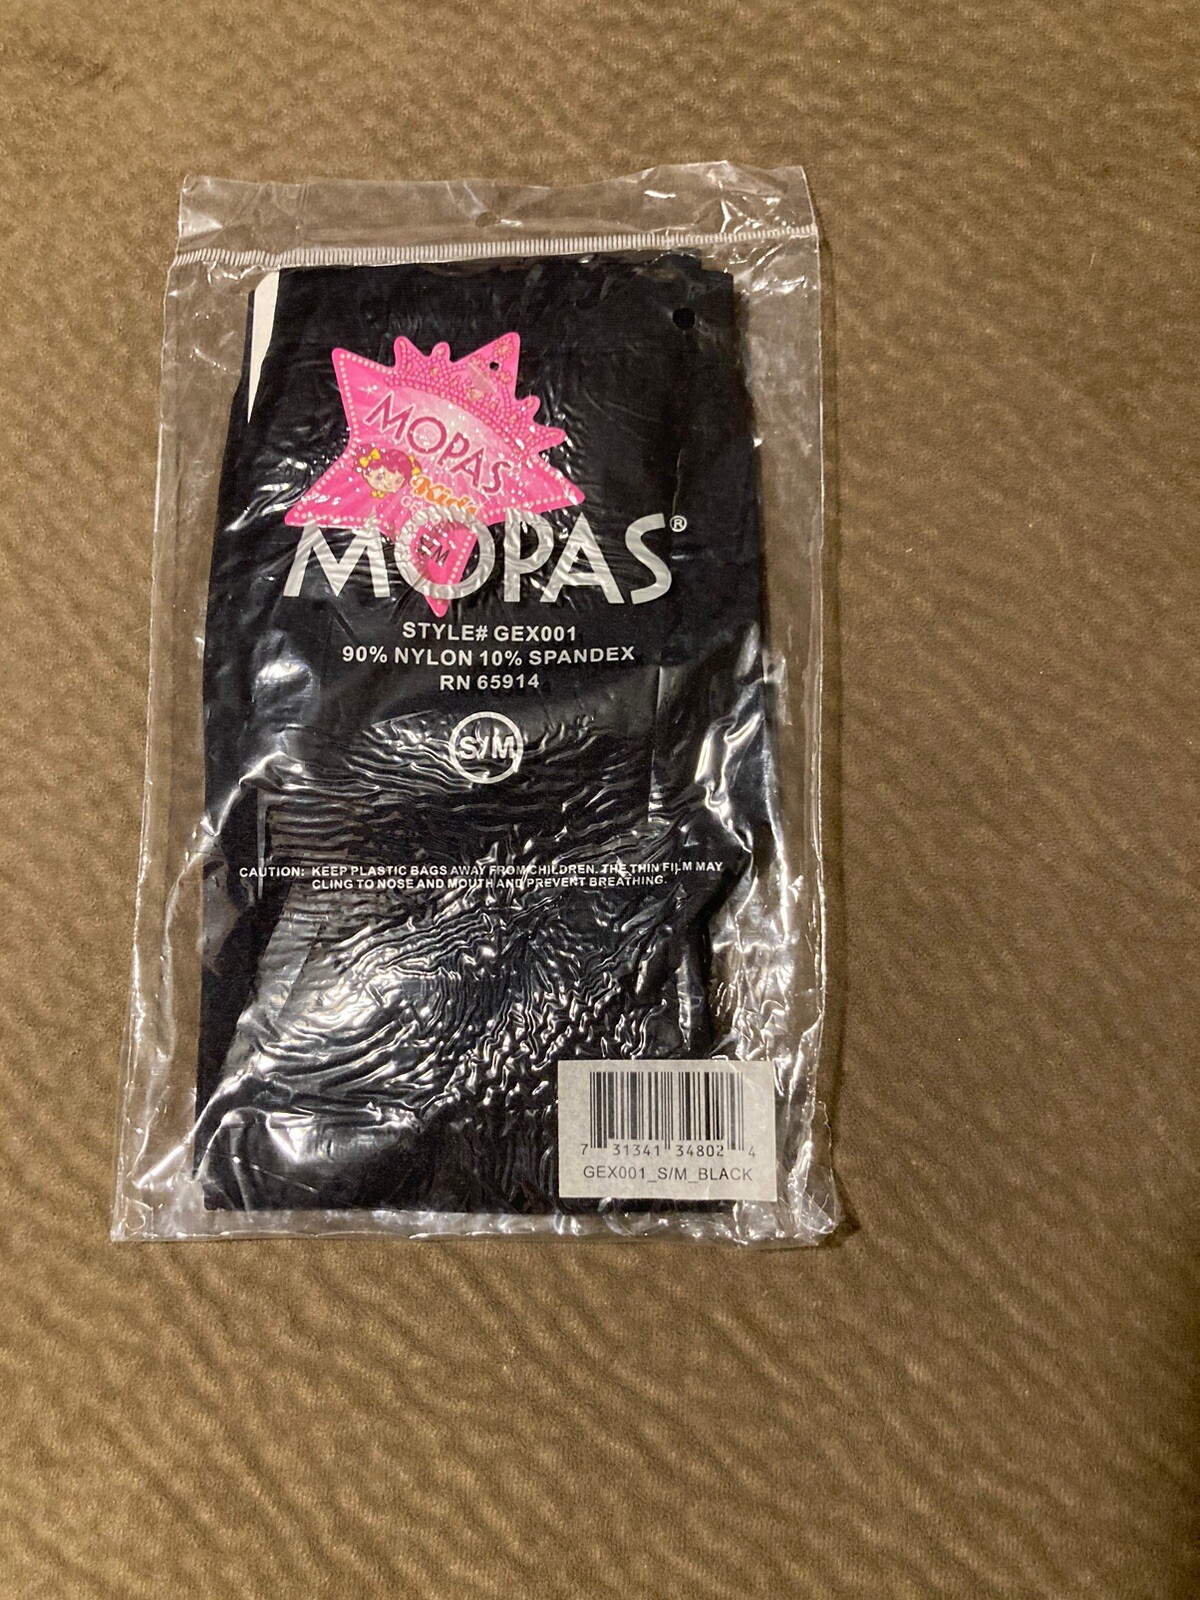 MOPAS
Kid's
S/M
MOPAS®
STYLE# GEX001
90% NYLON 10% SPANDEX
RN 65914
S/M
CAUTION: KEEP PLASTIC BAGS AWAY FROM CHILDREN. THE THIN FILM MAY
CLING TO NOSE AND MOUTH AND PREVENT BREATHING.
7 31341 34802 4
GEX001_S/M_BLACK